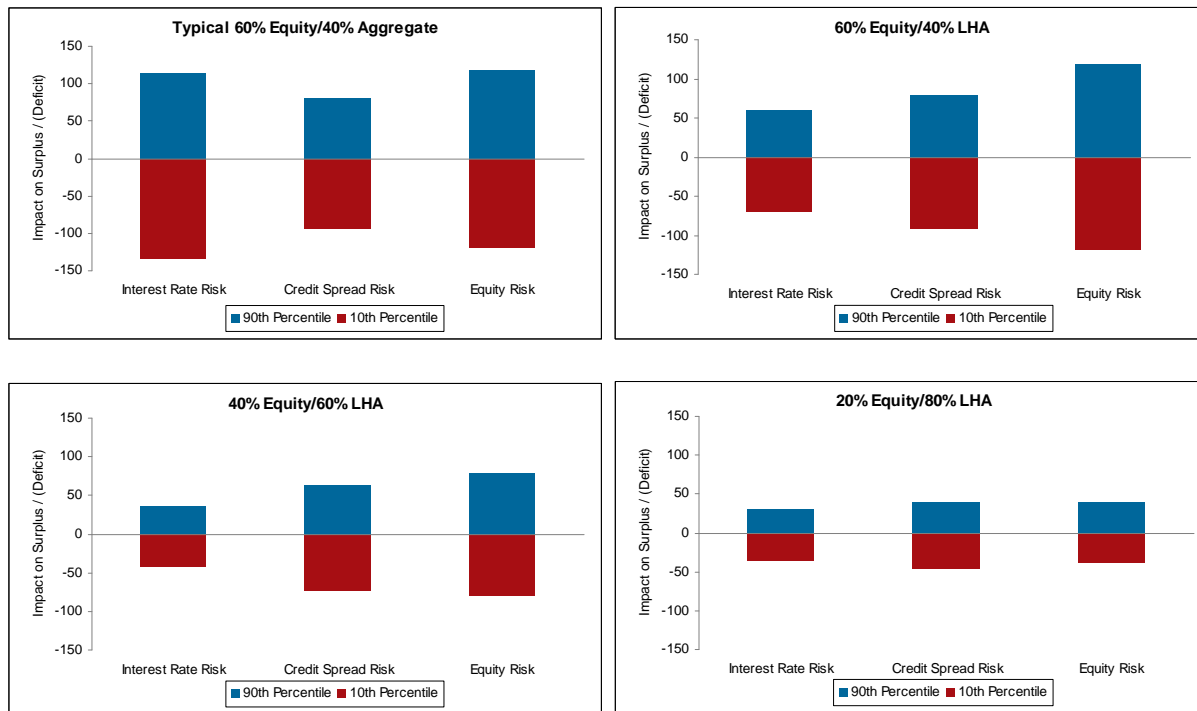 Typical 60% Equity/40% Aggregate
150
100
50
0
-50
-100
-150
Impact on Surplus / (Deficit)
Interest Rate Risk Credit Spread Risk Equity Risk
90th Percentile 10th Percentile
60% Equity/40% LHA
150
100
50
0
-50
-100
-150
Impact on Surplus / (Deficit)
Interest Rate Risk Credit Spread Risk Equity Risk
90th Percentile 10th Percentile
40% Equity/60% LHA
150
100
50
0
-50
-100
-150
Impact on Surplus / (Deficit)
Interest Rate Risk Credit Spread Risk Equity Risk
90th Percentile 10th Percentile
20% Equity/80% LHA
150
100
50
0
-50
-100
-150
Impact on Surplus / (Deficit)
Interest Rate Risk Credit Spread Risk Equity Risk
90th Percentile 10th Percentile